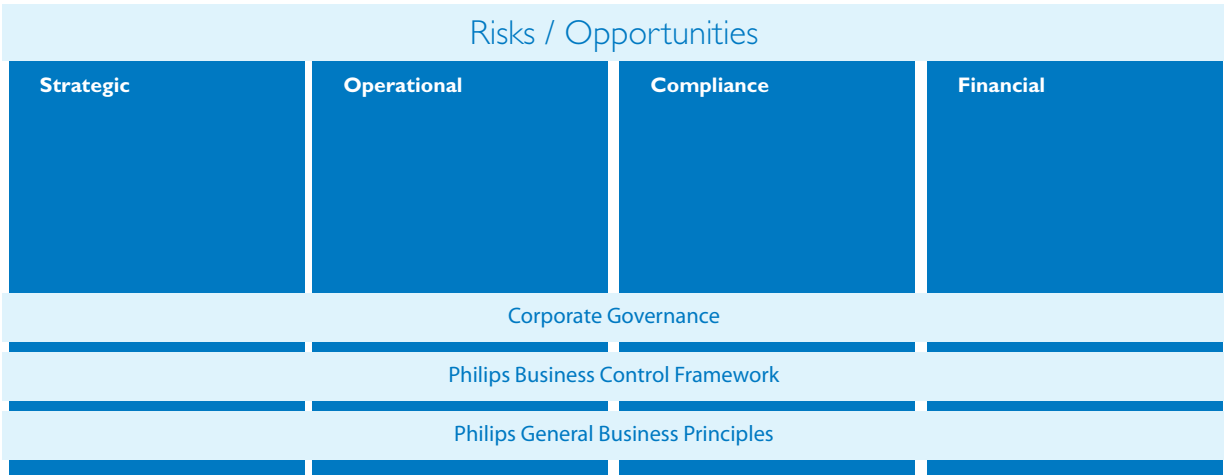 Risks / Opportunities
Strategic
Operational
Compliance
Financial
Corporate Governance
Philips Business Control Framework
Philips General Business Principles